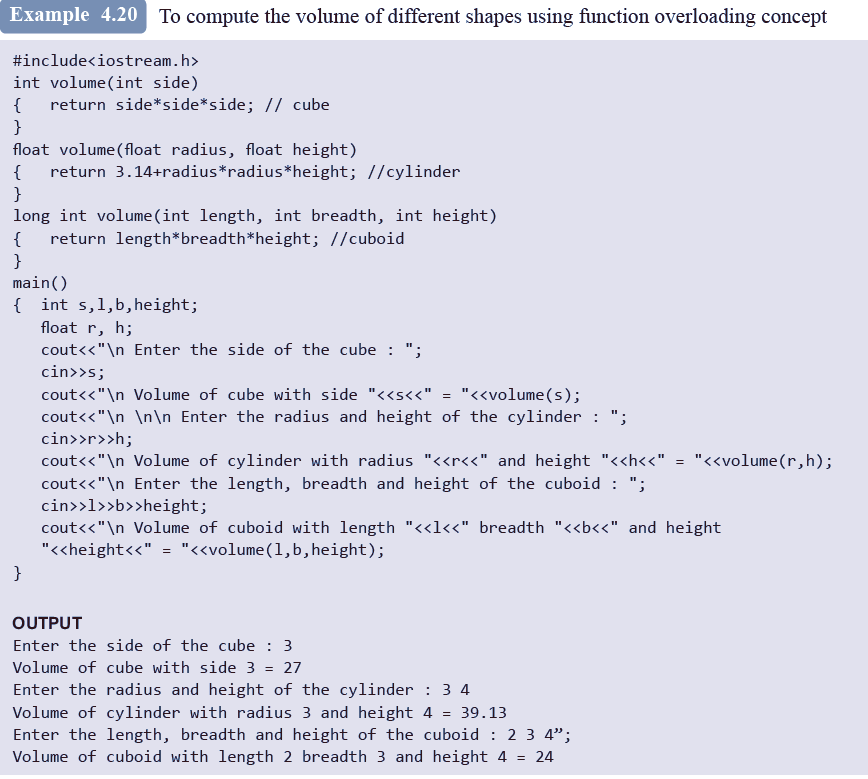 Example 4.20 To compute the volume of different shapes using function overloading concept
#include<iostream.h>
int volume(int side)
{ return side*side*side; // cube
}
float volume(float radius, float height)
{ return 3.14+radius*radius*height; //cylinder
}
long int volume(int length, int breadth, int height)
{ return length*breadth*height; //cuboid
}
main()
{ int s,l,b,height;
float r, h;
cout<<"\n Enter the side of the cube : ";
cin>>s;
cout<<"\n Volume of cube with side "<<s<<" = "<<volume(s);
cout<<"\n \n\n Enter the radius and height of the cylinder : ";
cin>>r>>h;
cout<<"\n Volume of cylinder with radius "<<r<<" and height "<<h<<" = "<<volume(r,h);
cout<<"\n Enter the length, breadth and height of the cuboid : ";
cin>>l>>b>>height;
cout<<"\n Volume of cuboid with length "<<l<<" breadth "<<b<<" and height
"<<height<<" = "<<volume(l,b,height);
}
OUTPUT
Enter the side of the cube : 3
Volume of cube with side 3 = 27
Enter the radius and height of the cylinder : 3 4
Volume of cylinder with radius 3 and height 4 = 39.13
Enter the length, breadth and height of the cuboid : 2 3 4”;
Volume of cuboid with length 2 breadth 3 and height 4 = 24